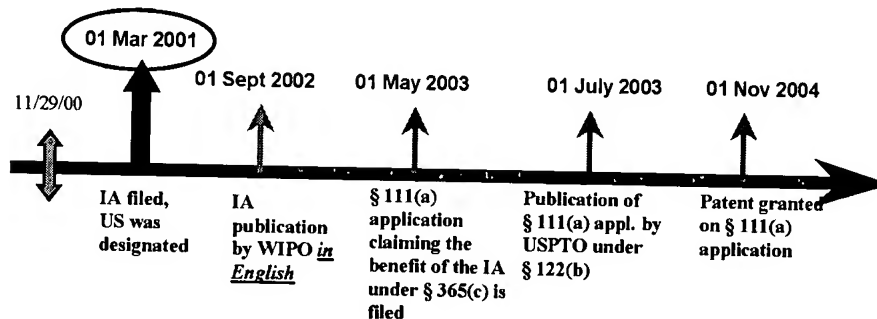 01 Mar 2001
01 Sept 2002
01 May 2003
01 July 2003
01 Nov 2004
11/29/00
IA filed,
US was
designated
IA
publication
by WIPO in
English
§ 111(a)
application
claiming the
benefit of the IA
under § 365(c) is
filed
Publication of
§ 111(a) appl. by
USPTO under
§ 122(b)
Patent granted
on § 111(a)
application